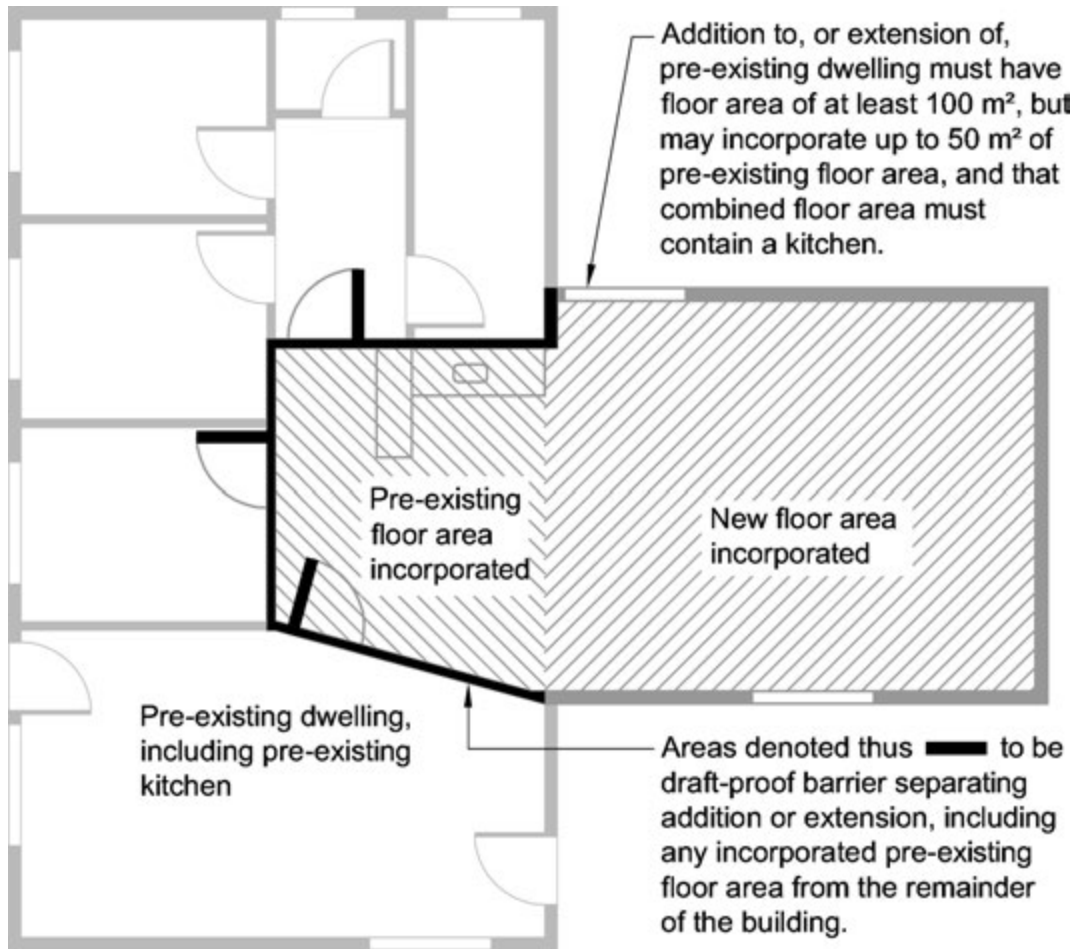 Addition to, or extension of,
pre-existing dwelling must have
floor area of at least 100 m², but
may incorporate up to 50 m² of
pre-existing floor area, and that
combined floor area must
contain a kitchen.
Pre-existing
floor area
incorporated
New floor area
incorporated
Pre-existing dwelling,
including pre-existing
kitchen
Areas denoted thus to be
draft-proof barrier separating
addition or extension, including
any incorporated pre-existing
floor area from the remainder
of the building.